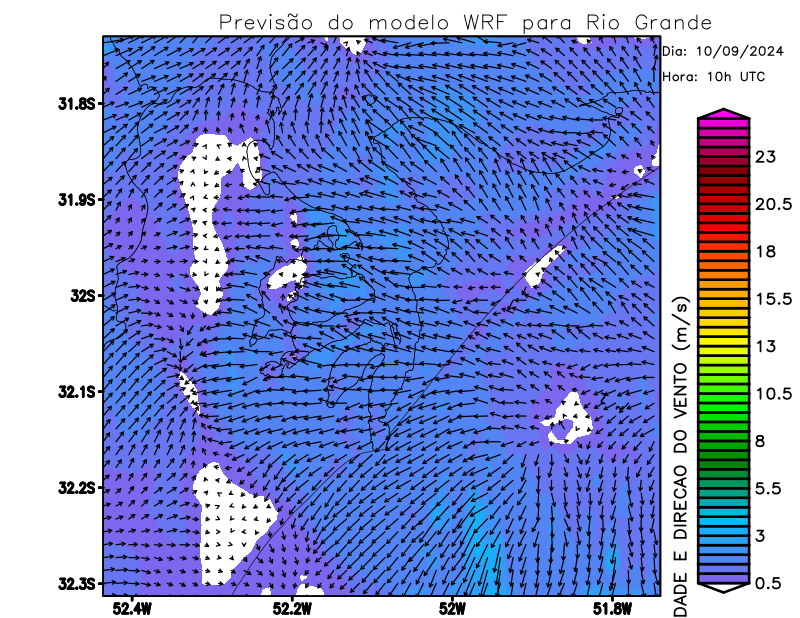 Previsão do modelo WRF para Rio Grande
Dia: 10/09/2024
Hora: 10h UTC
31.8S
31.9S
32S
32.1S
32.2S
32.3S
52.4W
52.2W
52W
51.8W
23
20.5
18
15.5
13
10.5
8
5.5
3
0.5
DADE E DIRECAO DO VENTO (m/s)